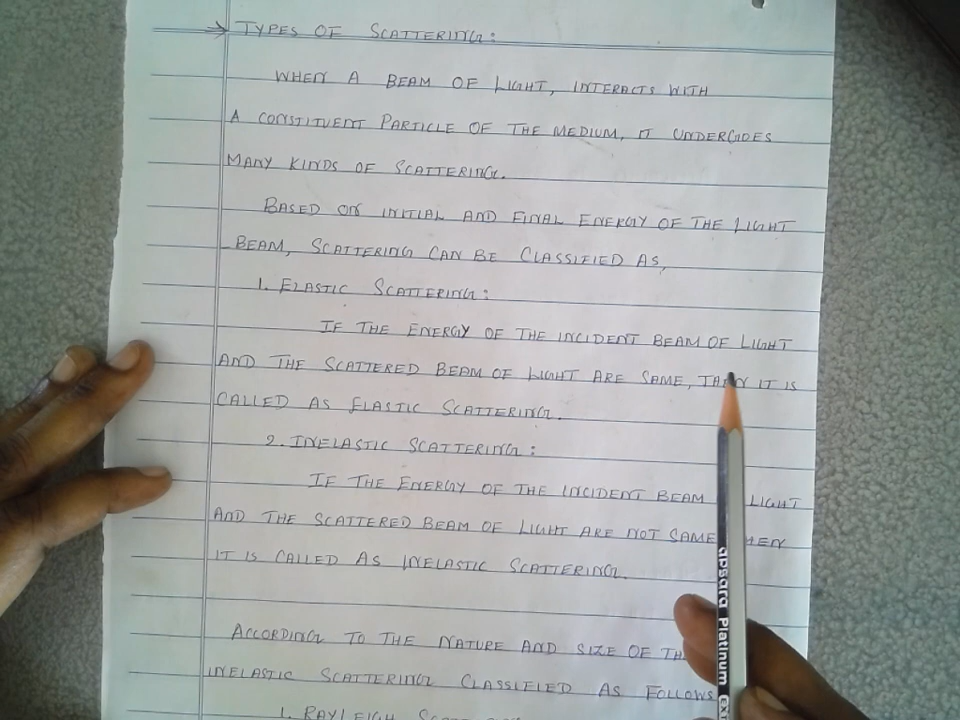 → TYPES OF SCATTERING:
WHEN A BEAM OF LIGHT, INTERACTS WITH
A CONSTITUENT PARTICLE OF THE MEDIUM, IT UNDERGOES
MANY KINDS OF SCATTERING.
BASED ON INITIAL AND FINAL ENERGY OF THE LIGHT
BEAM, SCATTERING CAN BE CLASSIFIED AS,
1. ELASTIC SCATTERING:
IF THE ENERGY OF THE INCIDENT BEAM OF LIGHT
AND THE SCATTERED BEAM OF LIGHT ARE SAME, IT IS
CALLED AS ELASTIC SCATTERING.
2. INELASTIC SCATTERING:
IF THE ENERGY OF THE INCIDENT BEAM LIGHT
AND THE SCATTERED BEAM OF LIGHT ARE NOT SAME
IT IS CALLED AS INELASTIC SCATTERING.
ACCORDING TO THE NATURE AND SIZE OF
INELASTIC SCATTERING CLASSIFIED AS FOLLOWS
1. RAYLEIGH
apsara Platinum